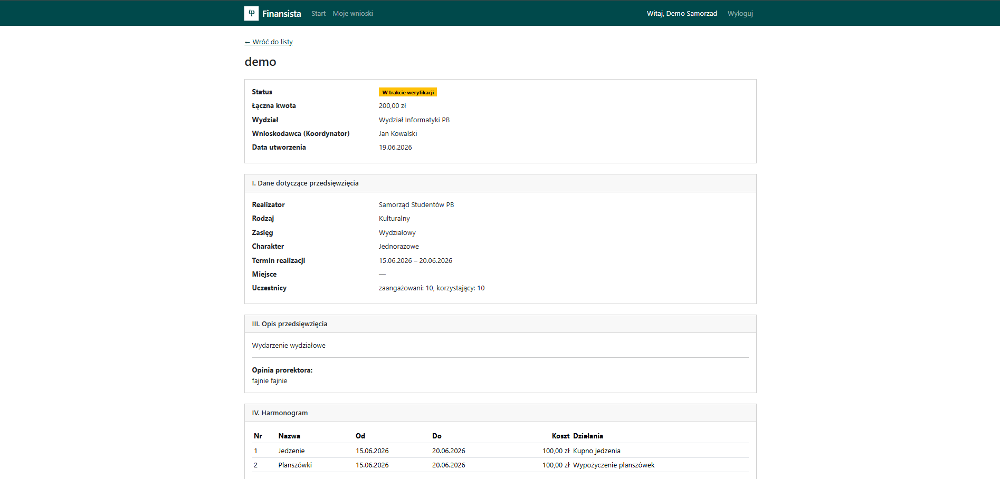 Finansista Start Moje wnioski Witaj, Demo Samorzad Wyloguj
← Wróć do listy
demo
Status W trakcie weryfikacji
Łączna kwota 200,00 zł
Wydział Wydział Informatyki PB
Wnioskodawca (Koordynator) Jan Kowalski
Data utworzenia 19.06.2026
I. Dane dotyczące przedsięwzięcia
Realizator Samorząd Studentów PB
Rodzaj Kulturalny
Zasięg Wydziałowy
Charakter Jednorazowe
Termin realizacji 15.06.2026 – 20.06.2026
Miejsce —
Uczestnicy zaangażowani: 10, korzystający: 10
III. Opis przedsięwzięcia
Wydarzenie wydziałowe
Opinia prorektora:
fajnie fajnie
IV. Harmonogram
Nr Nazwa Od Do Koszt Działania
1 Jedzenie 15.06.2026 20.06.2026 100,00 zł Kupno jedzenia
2 Planszówki 15.06.2026 20.06.2026 100,00 zł Wypożyczenie planszówek